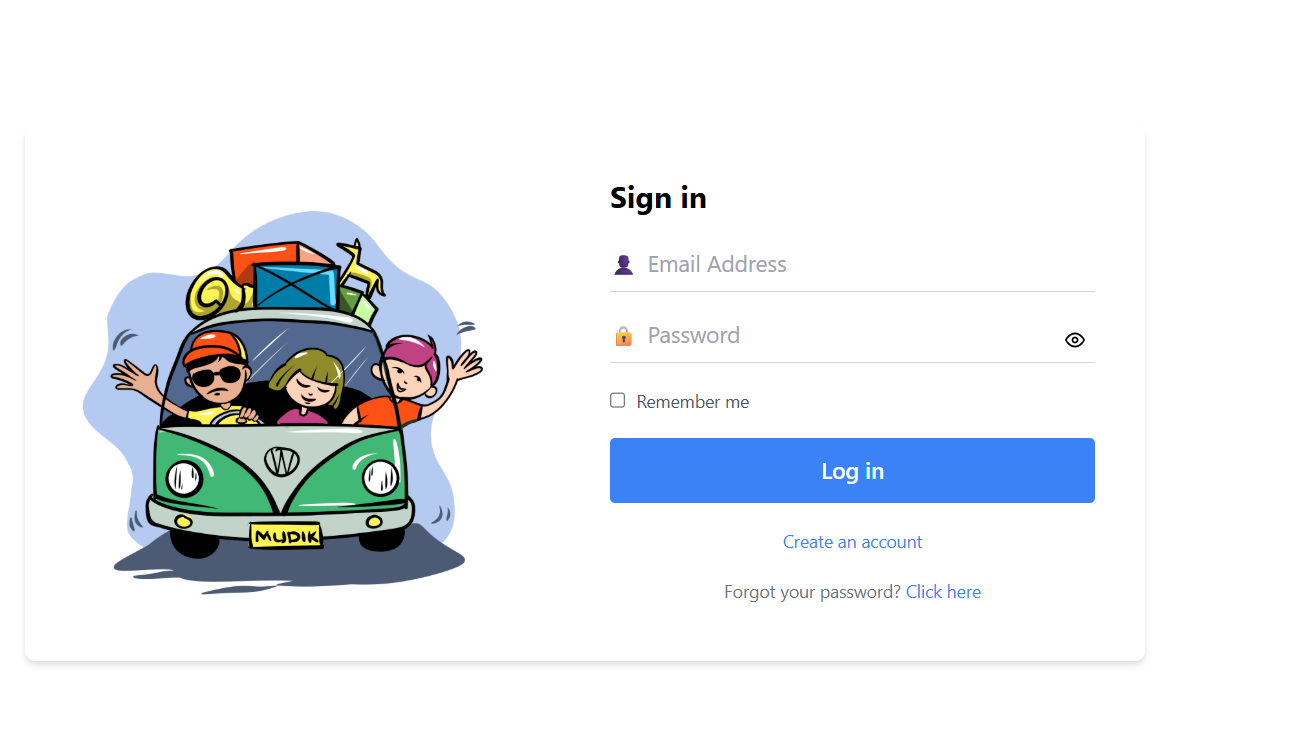 Sign in
Email Address
Password
Remember me
Log in
Create an account
Forgot your password? Click here
W
MUDIK